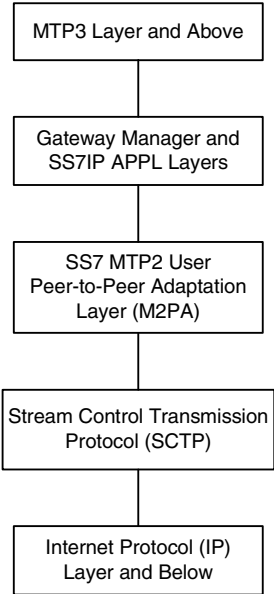 MTP3 Layer and Above
Gateway Manager and
SS7IP APPL Layers
SS7 MTP2 User
Peer-to-Peer Adaptation
Layer (M2PA)
Stream Control Transmission
Protocol (SCTP)
Internet Protocol (IP)
Layer and Below